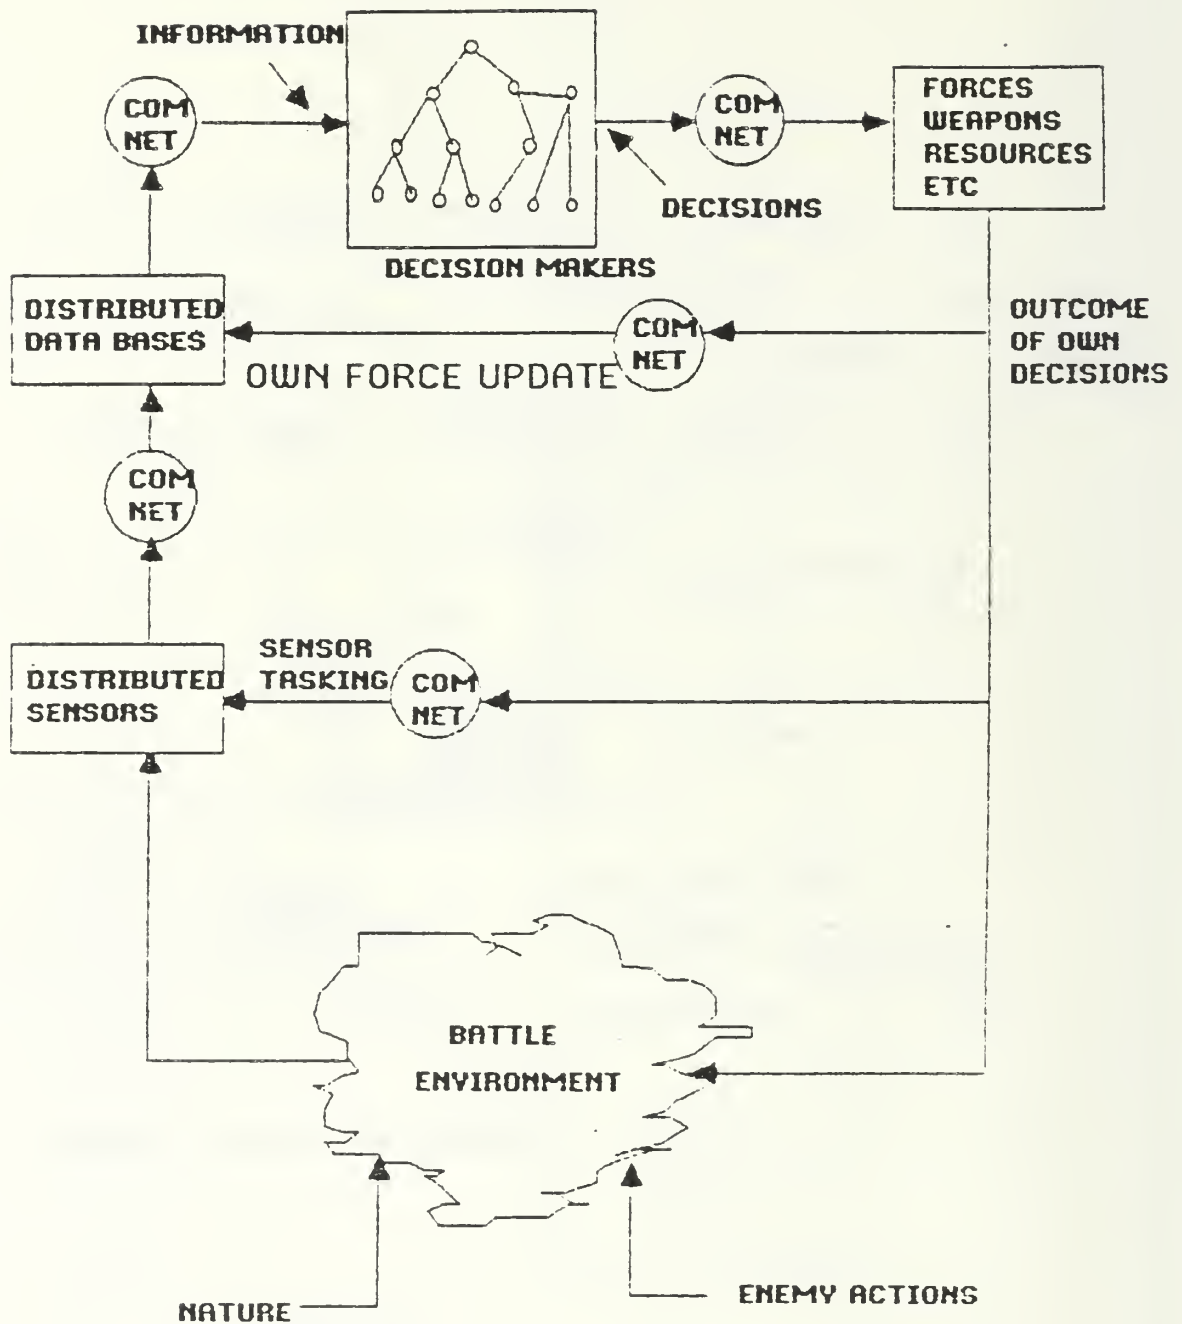 INFORMATION
COM
NET
COM
NET
FORCES
WEAPONS
RESOURCES
ETC
DECISIONS
DECISION MAKERS
DISTRIBUTED
DATA BASES
COM
NET
OWN FORCE UPDATE
OUTCOME
OF OWN
DECISIONS
COM
NET
SENSOR
TASKING
COM
NET
DISTRIBUTED
SENSORS
BATTLE
ENVIRONMENT
NATURE
ENEMY ACTIONS